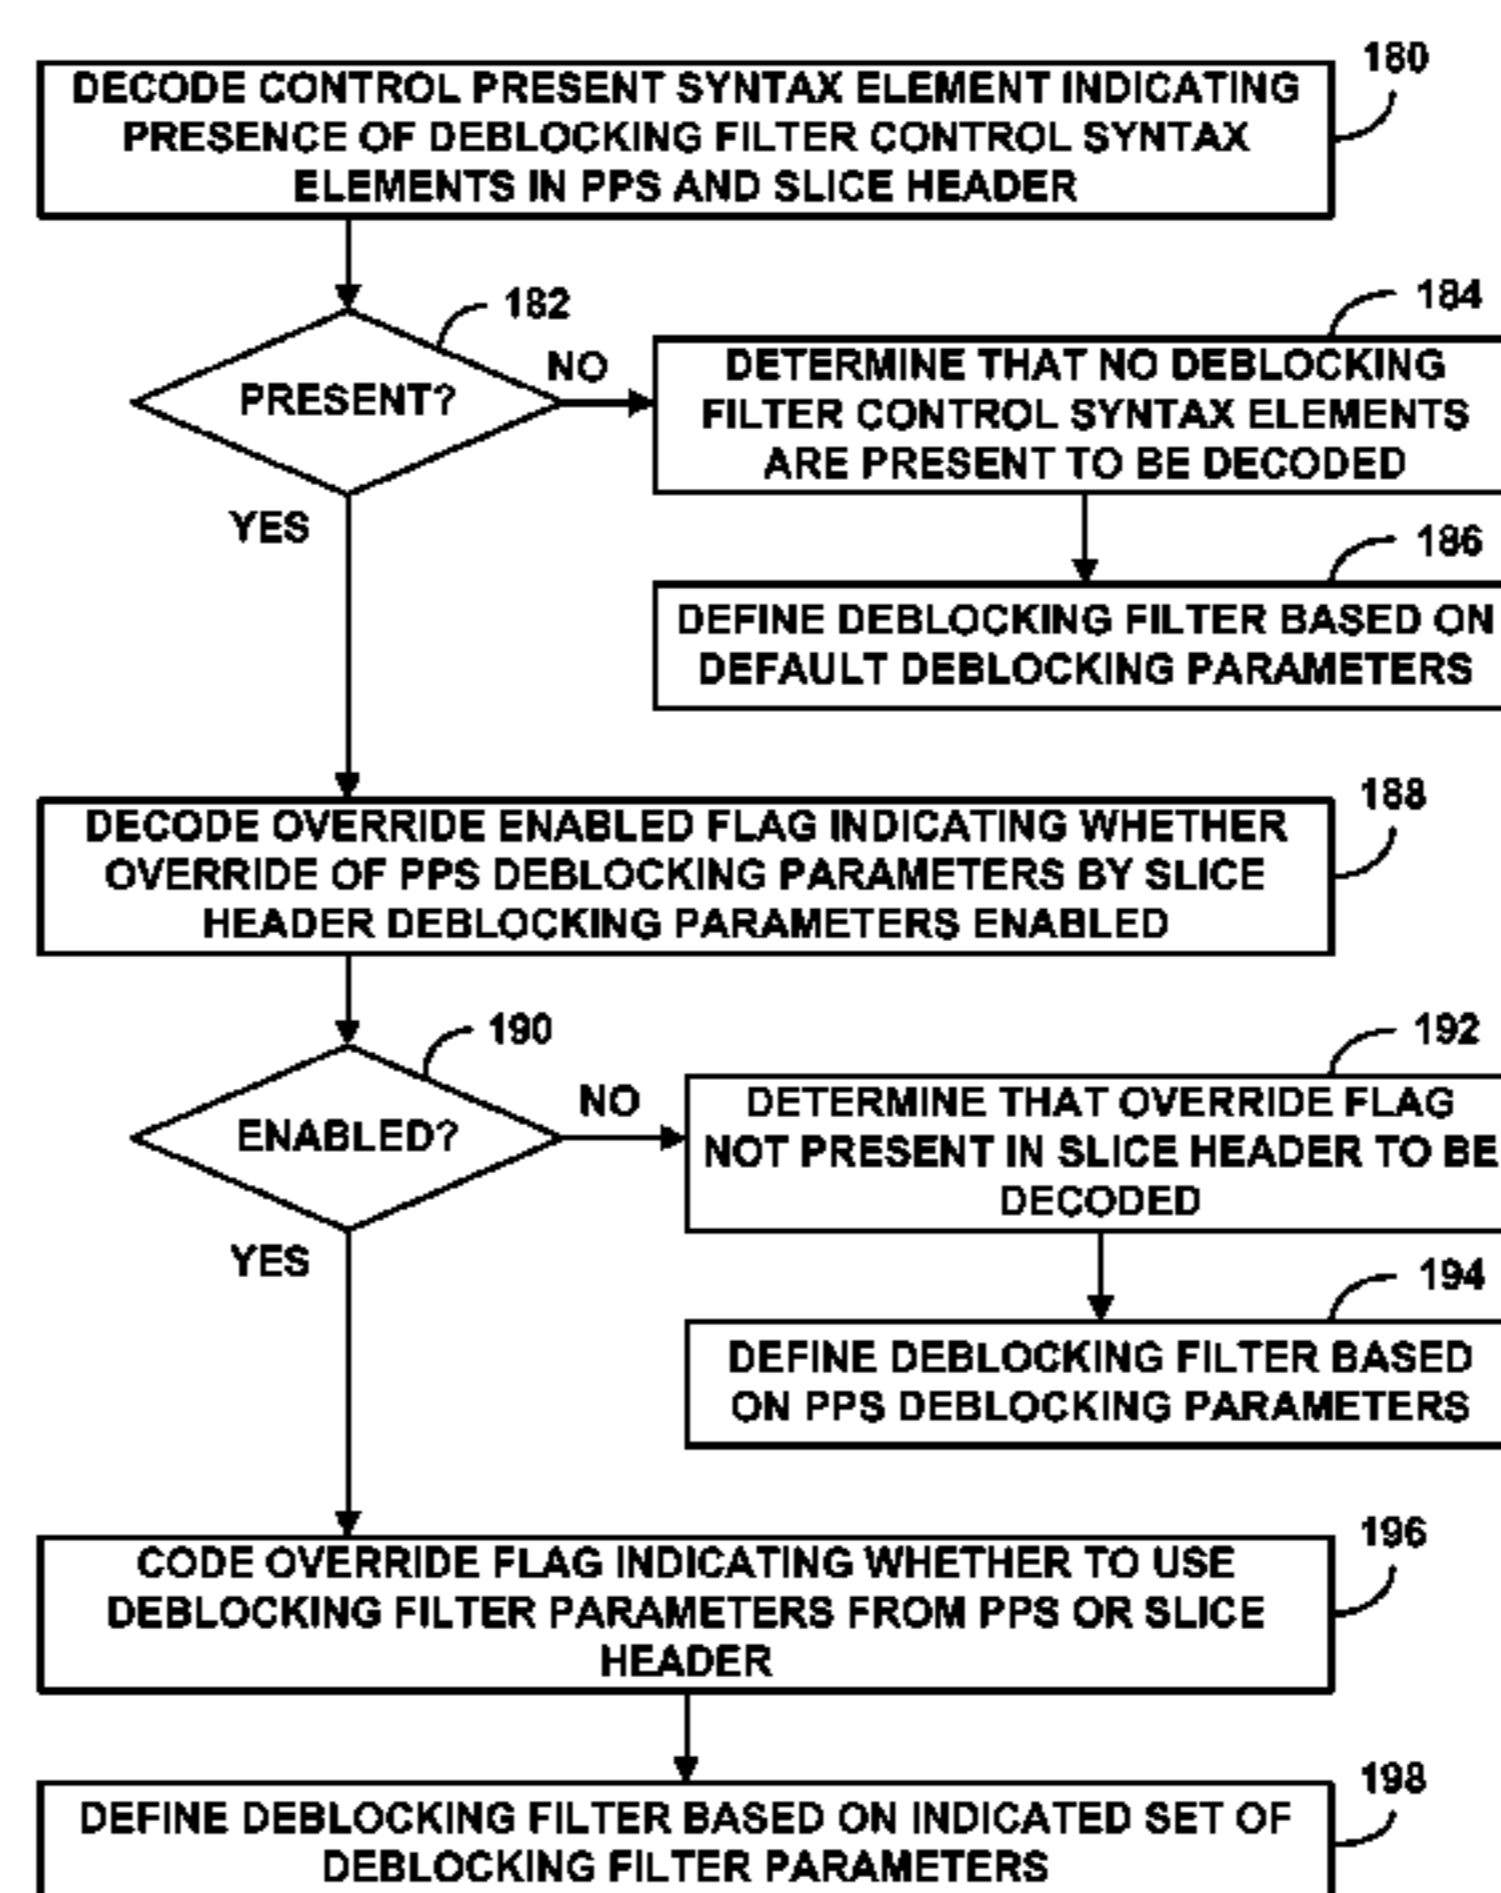 180
DECODE CONTROL PRESENT SYNTAX ELEMENT INDICATING
PRESENCE OF DEBLOCKING FILTER CONTROL SYNTAX
ELEMENTS IN PPS AND SLICE HEADER
182
PRESENT?
NO
YES
184
DETERMINE THAT NO DEBLOCKING
FILTER CONTROL SYNTAX ELEMENTS
ARE PRESENT TO BE DECODED
186
DEFINE DEBLOCKING FILTER BASED ON
DEFAULT DEBLOCKING PARAMETERS
188
DECODE OVERRIDE ENABLED FLAG INDICATING WHETHER
OVERRIDE OF PPS DEBLOCKING PARAMETERS BY SLICE
HEADER DEBLOCKING PARAMETERS ENABLED
190
ENABLED?
NO
YES
192
DETERMINE THAT OVERRIDE FLAG
NOT PRESENT IN SLICE HEADER TO BE
DECODED
194
DEFINE DEBLOCKING FILTER BASED
ON PPS DEBLOCKING PARAMETERS
196
CODE OVERRIDE FLAG INDICATING WHETHER TO USE
DEBLOCKING FILTER PARAMETERS FROM PPS OR SLICE
HEADER
198
DEFINE DEBLOCKING FILTER BASED ON INDICATED SET OF
DEBLOCKING FILTER PARAMETERS